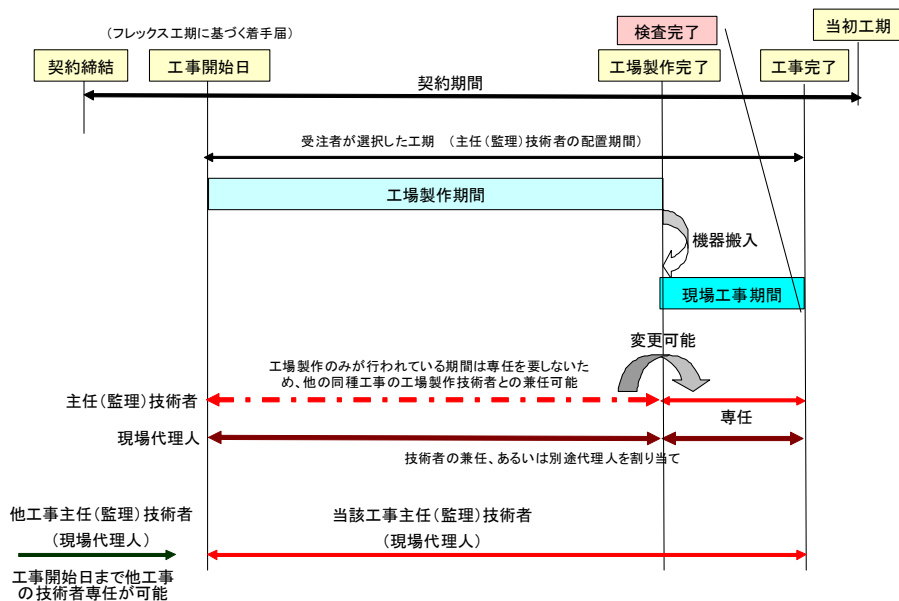 当初工期
（フレックス工期に基づく着手届）
検査完了
契約締結
工事開始日
工場製作完了
工事完了
契約期間
受注者が選択した工期　（主任（監理）技術者の配置期間）
工場製作期間
機器搬入
現場工事期間
変更可能
工場製作のみが行われている期間は専任を要しないた
め、他の同種工事の工場製作技術者との兼任可能
主任（監理）技術者
専任
現場代理人
技術者の兼任、あるいは別途代理人を割り当て
他工事主任（監理）技術者
（現場代理人）
当該工事主任（監理）技術者
（現場代理人）
工事開始日まで他工事
の技術者専任が可能